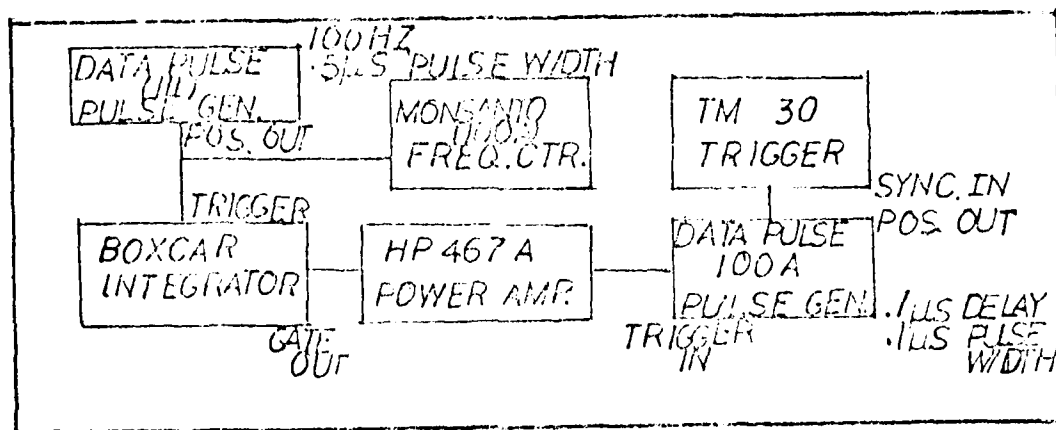 100 HZ
.5µS PULSE WIDTH
DATA PULSE
PULSE GEN.
POS. OUT
MONSANTO
FREQ. CTR.
TM 30
TRIGGER
SYNC. IN
POS. OUT
TRIGGER
BOXCAR
INTEGRATOR
GATE
OUT
HP 467A
POWER AMP.
DATA PULSE
100A
PULSE GEN.
TRIGGER
IN
.1µS DELAY
.1µS PULSE
WIDTH